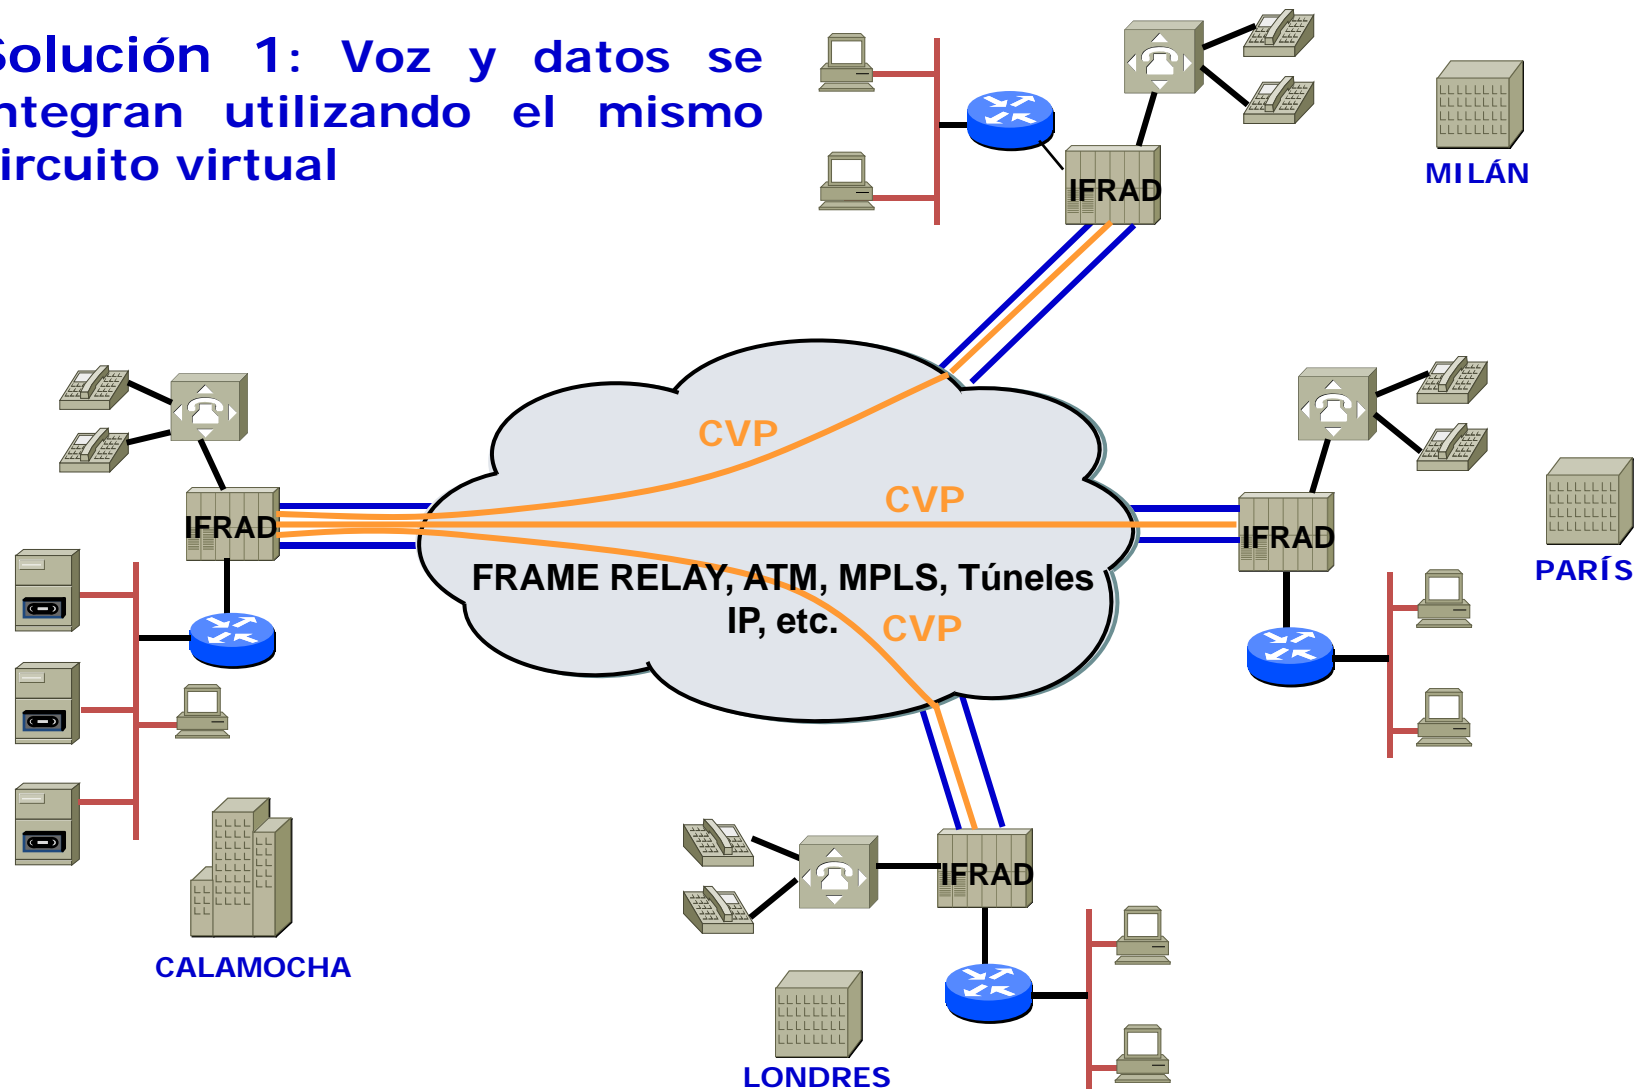 olución 1: Voz y datos se
ntegran utilizando el mismo
ircuito virtual
IFRAD
MILÁN
CVP
CVP
IFRAD
IFRAD
PARÍS
FRAME RELAY, ATM, MPLS, Túneles
IP, etc.
CVP
IFRAD
CALAMOCHA
LONDRES